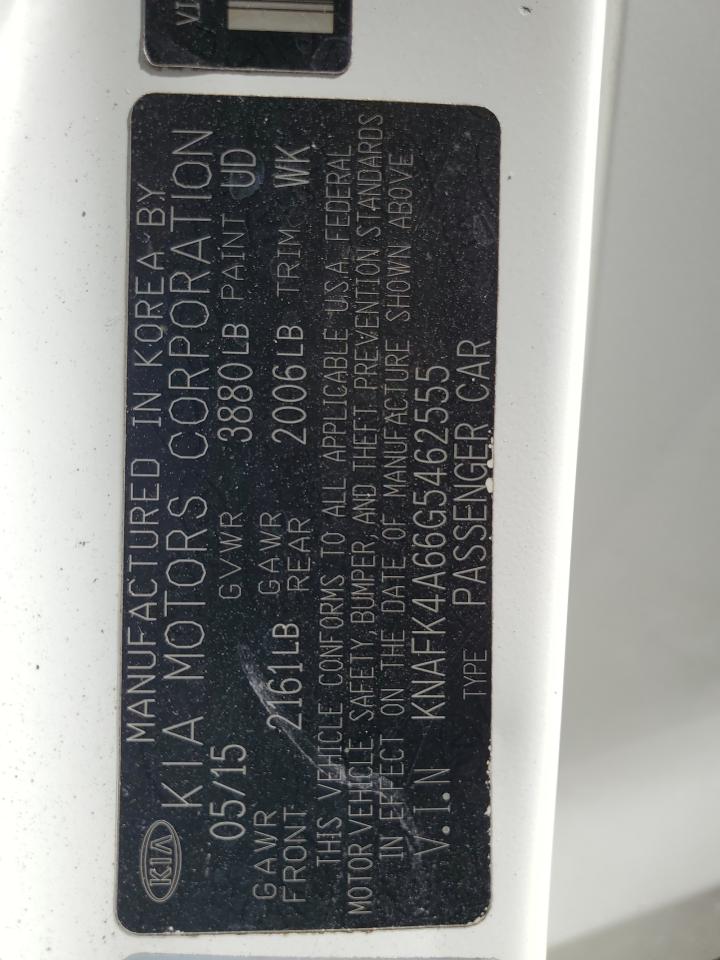 VI
MANUFACTURED IN KOREA BY
KIA KIA MOTORS CORPORATION
05/15 GVWR 3880LB PAINT UD
GAWR FRONT 2161LB GAWR REAR 2006LB TRIM WK
THIS VEHICLE CONFORMS TO ALL APPLICABLE U.S.A. FEDERAL
MOTOR VEHICLE SAFETY, BUMPER, AND THEFT PREVENTION STANDARDS
IN EFFECT ON THE DATE OF MANUFACTURE SHOWN ABOVE
V.I.N KNAFK4A66G5462555
TYPE PASSENGER CAR